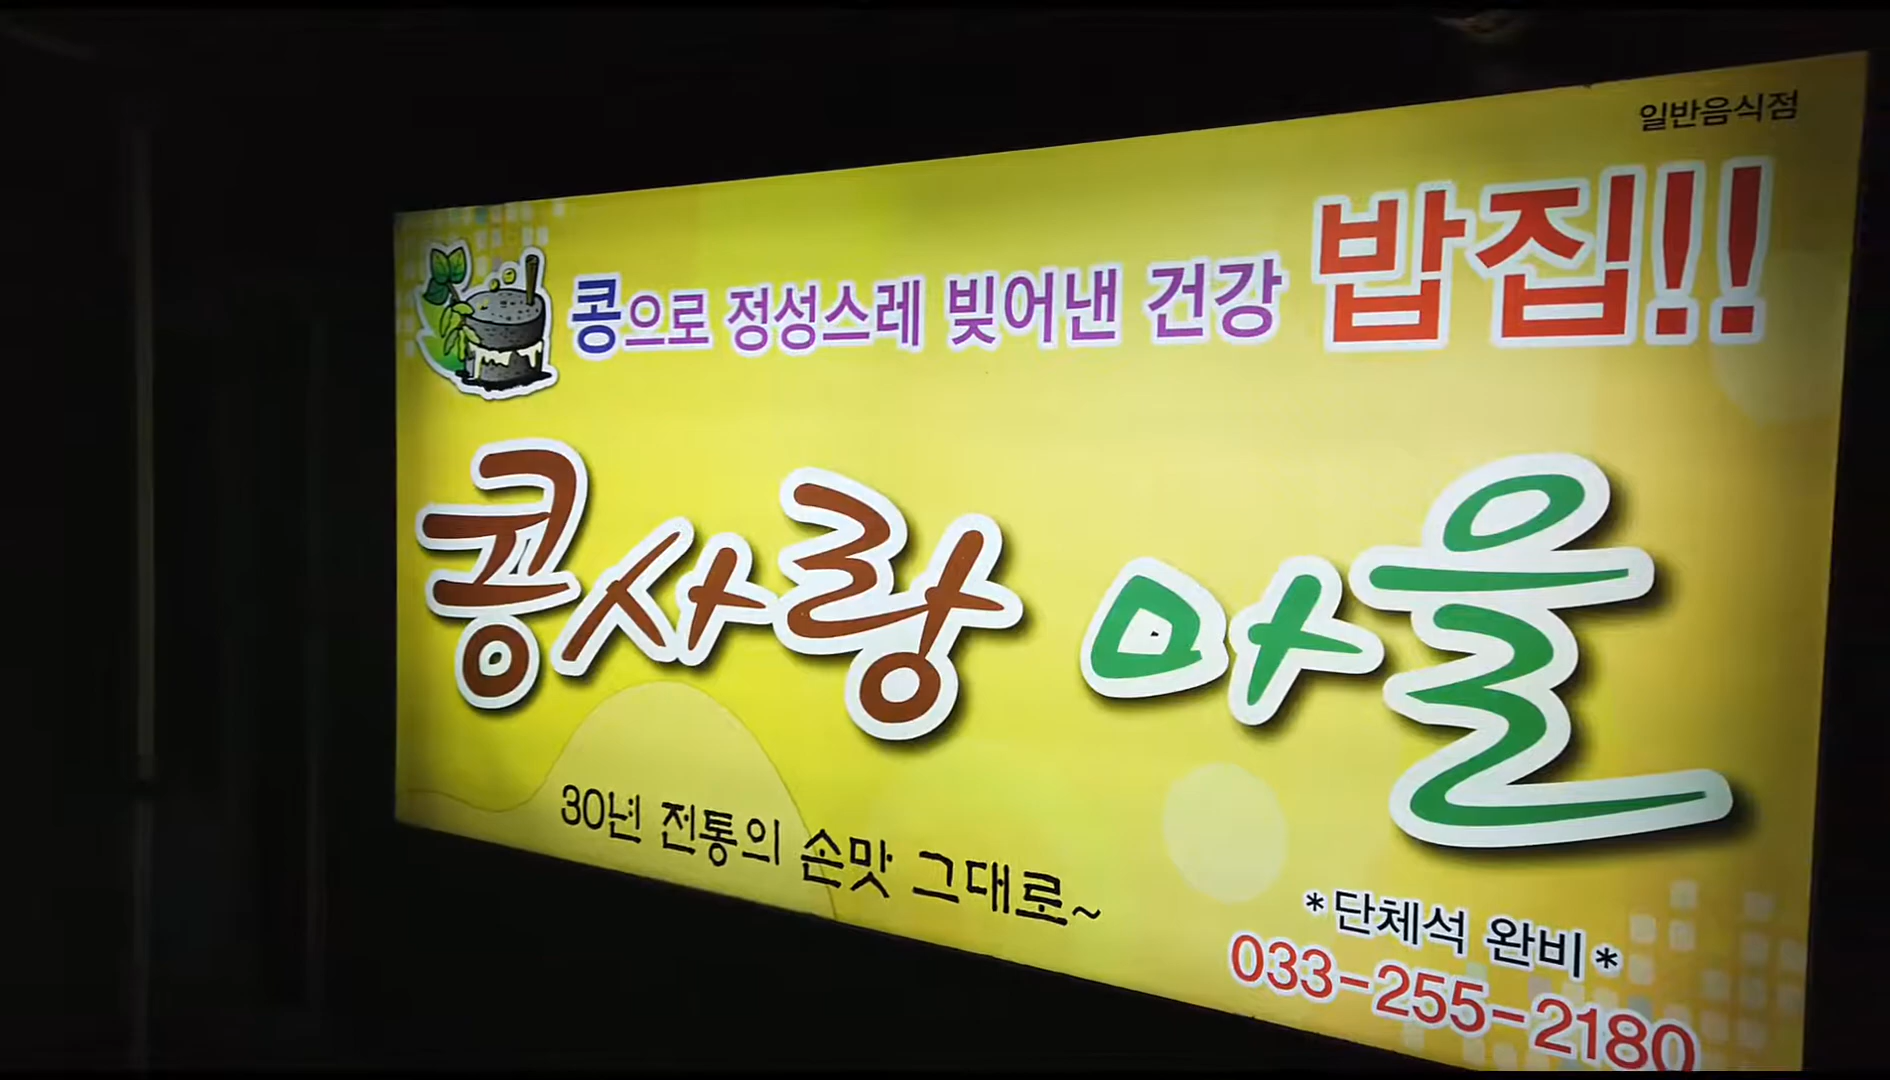 일반음식점
콩으로 정성스레 빚어낸 건강 밥집!!
콩사랑 마을
30년 전통의 손맛 그대로~
*단체석 완비*
033-255-2180